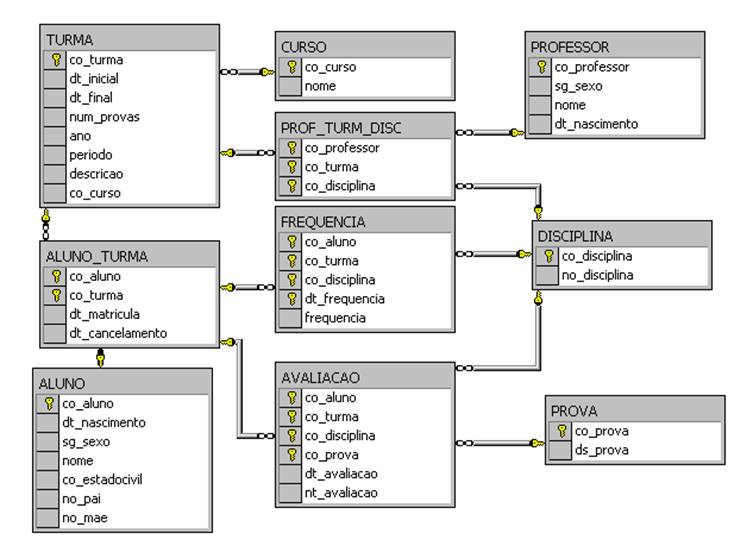 TURMA
co_turma
dt_inicial
dt_final
num_provas
ano
periodo
descricao
co_curso
CURSO
co_curso
nome
PROFESSOR
co_professor
sg_sexo
nome
dt_nascimento
PROF_TURM_DISC
co_professor
co_turma
co_disciplina
FREQUENCIA
co_aluno
co_turma
co_disciplina
dt_frequencia
frequencia
DISCIPLINA
co_disciplina
no_disciplina
ALUNO_TURMA
co_aluno
co_turma
dt_matricula
dt_cancelamento
ALUNO
co_aluno
dt_nascimento
sg_sexo
nome
co_estadocivil
no_pai
no_mae
AVALIACAO
co_aluno
co_turma
co_disciplina
co_prova
dt_avaliacao
nt_avaliacao
PROVA
co_prova
ds_prova